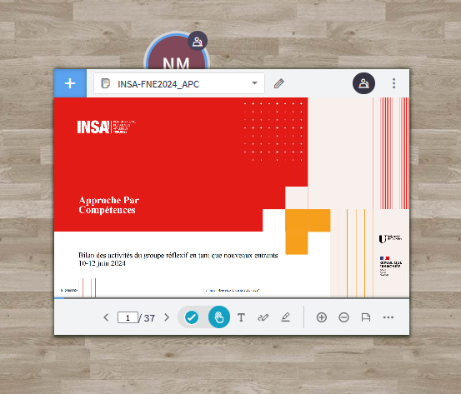 NM
INSA-FNE2024_APC
INSA
Approche Par
Compétences
Bilan des activités du groupe réflexif en tant que nouveaux entrants
10-12 juin 2024
1 / 37
T